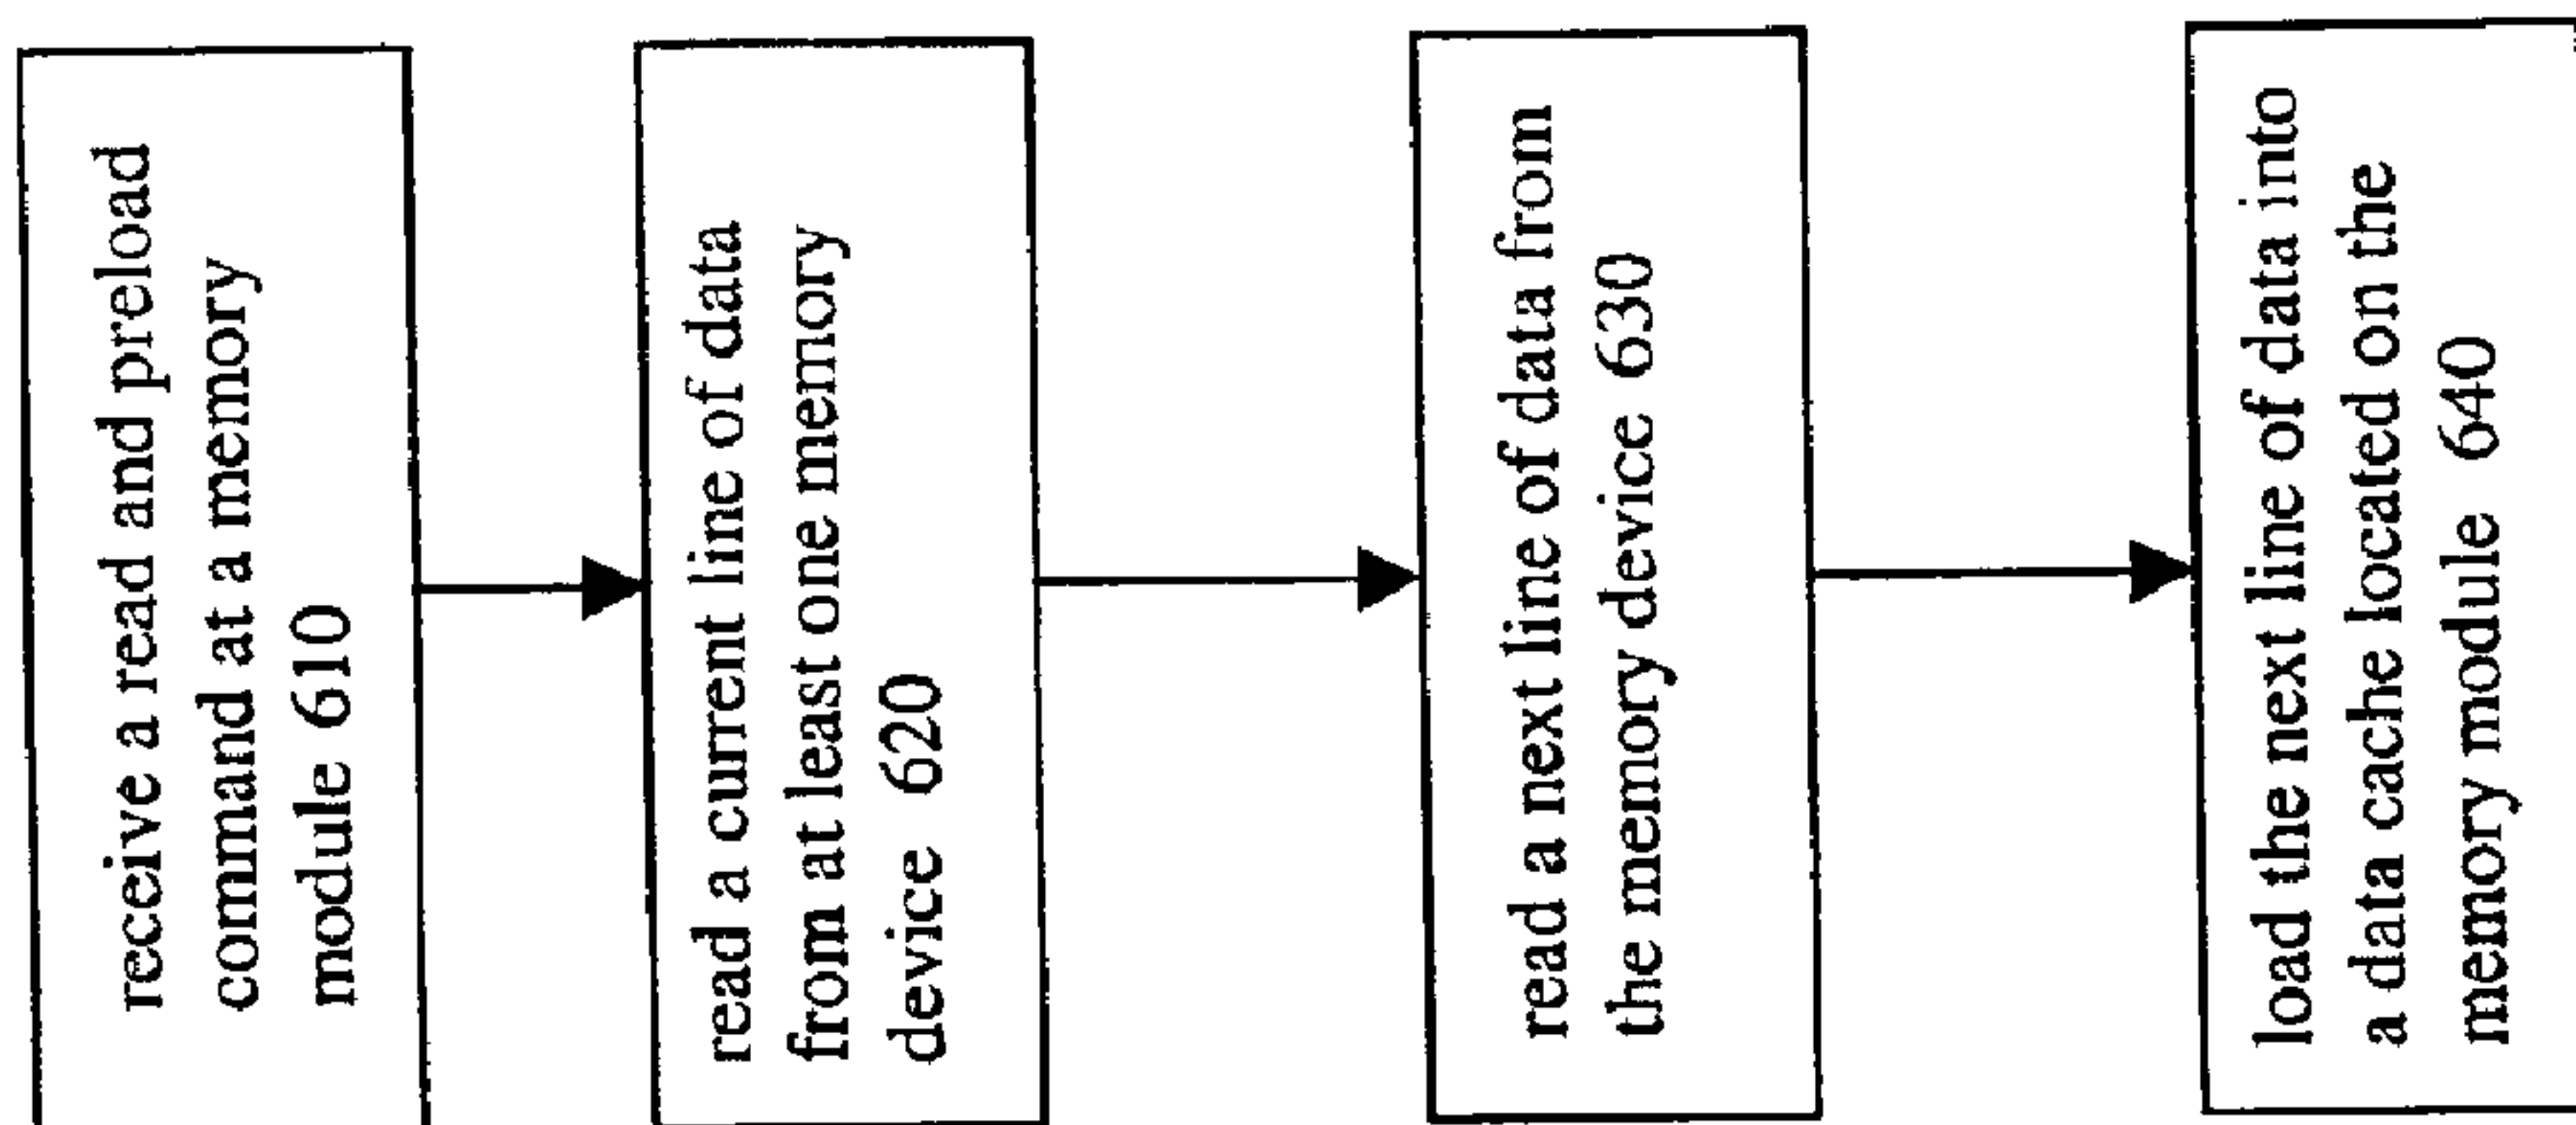 receive a read and preload
command at a memory
module 610
read a current line of data
from at least one memory
device 620
read a next line of data from
the memory device 630
load the next line of data into
a data cache located on the
memory module 640